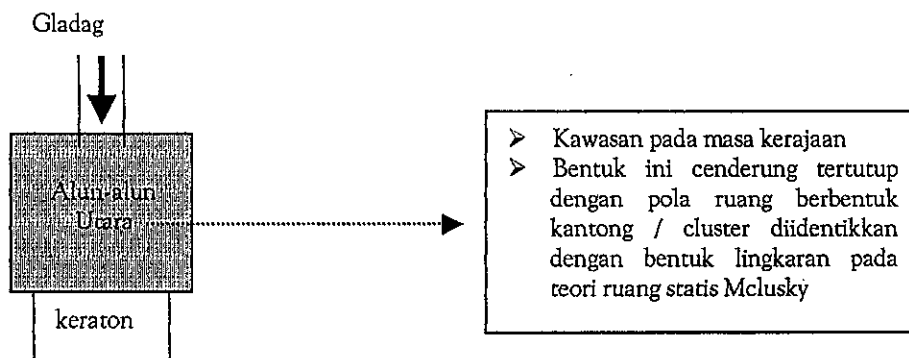 Gladag
Alun-alun
Utara
keraton
➤ Kawasan pada masa kerajaan
➤ Bentuk ini cenderung tertutup
dengan pola ruang berbentuk
kantong / cluster diidentikkan
dengan bentuk lingkaran pada
teori ruang statis Mclusky